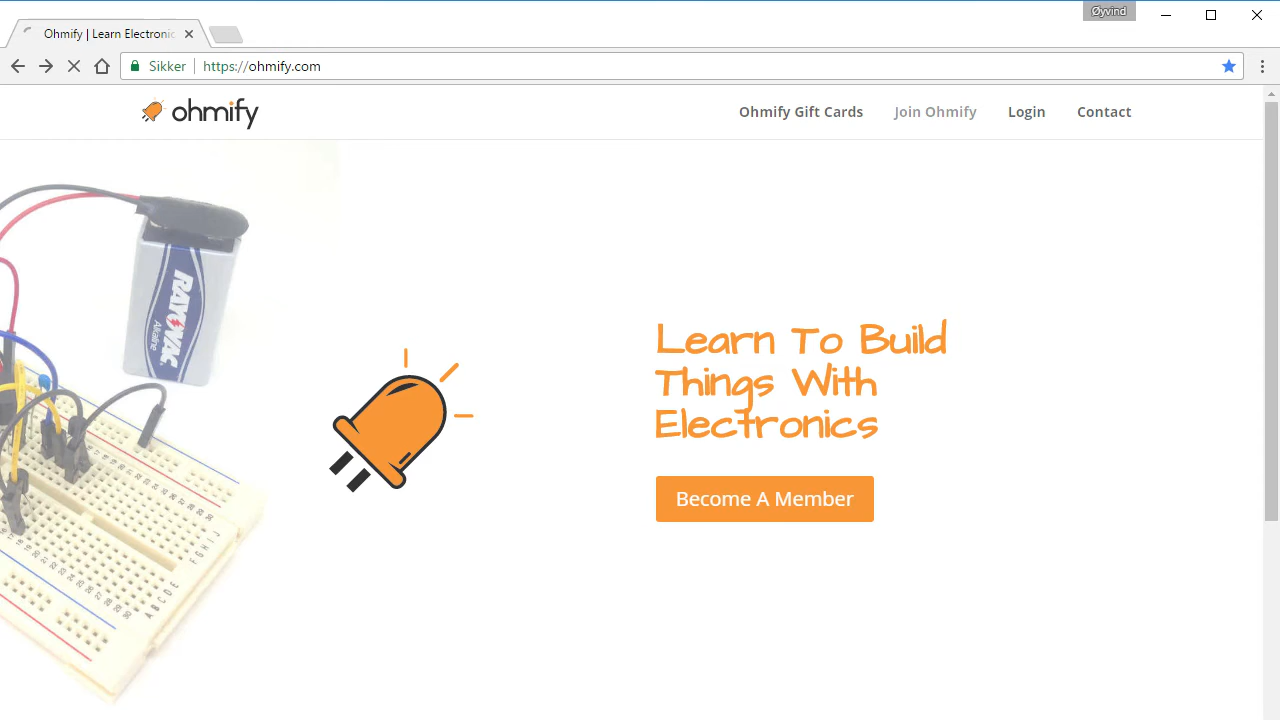 Øyvind
Ohmify | Learn Electronic
Sikker
https://ohmify.com
ohmify
Ohmify Gift Cards
Join Ohmify
Login
Contact
RAYOVAC
Alkaline
Learn To Build
Things With
Electronics
Become A Member